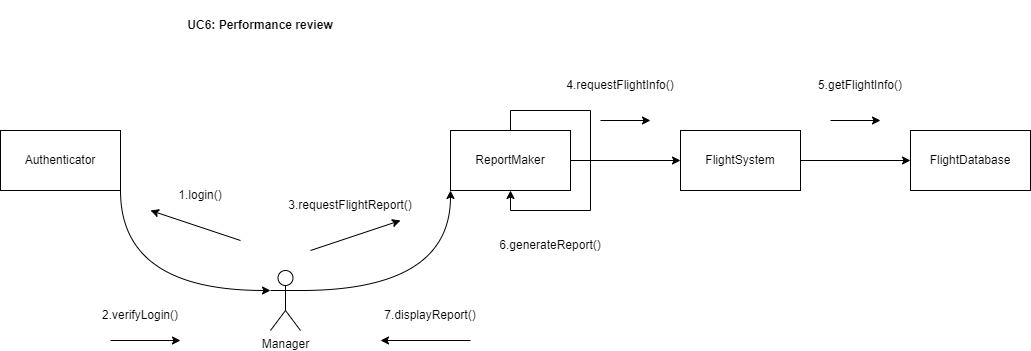 UC6: Performance review
4.requestFlightInfo()
5.getFlightInfo()
Authenticator
ReportMaker
FlightSystem
FlightDatabase
1.login()
3.requestFlightReport()
6.generateReport()
2.verifyLogin()
7.displayReport()
Manager